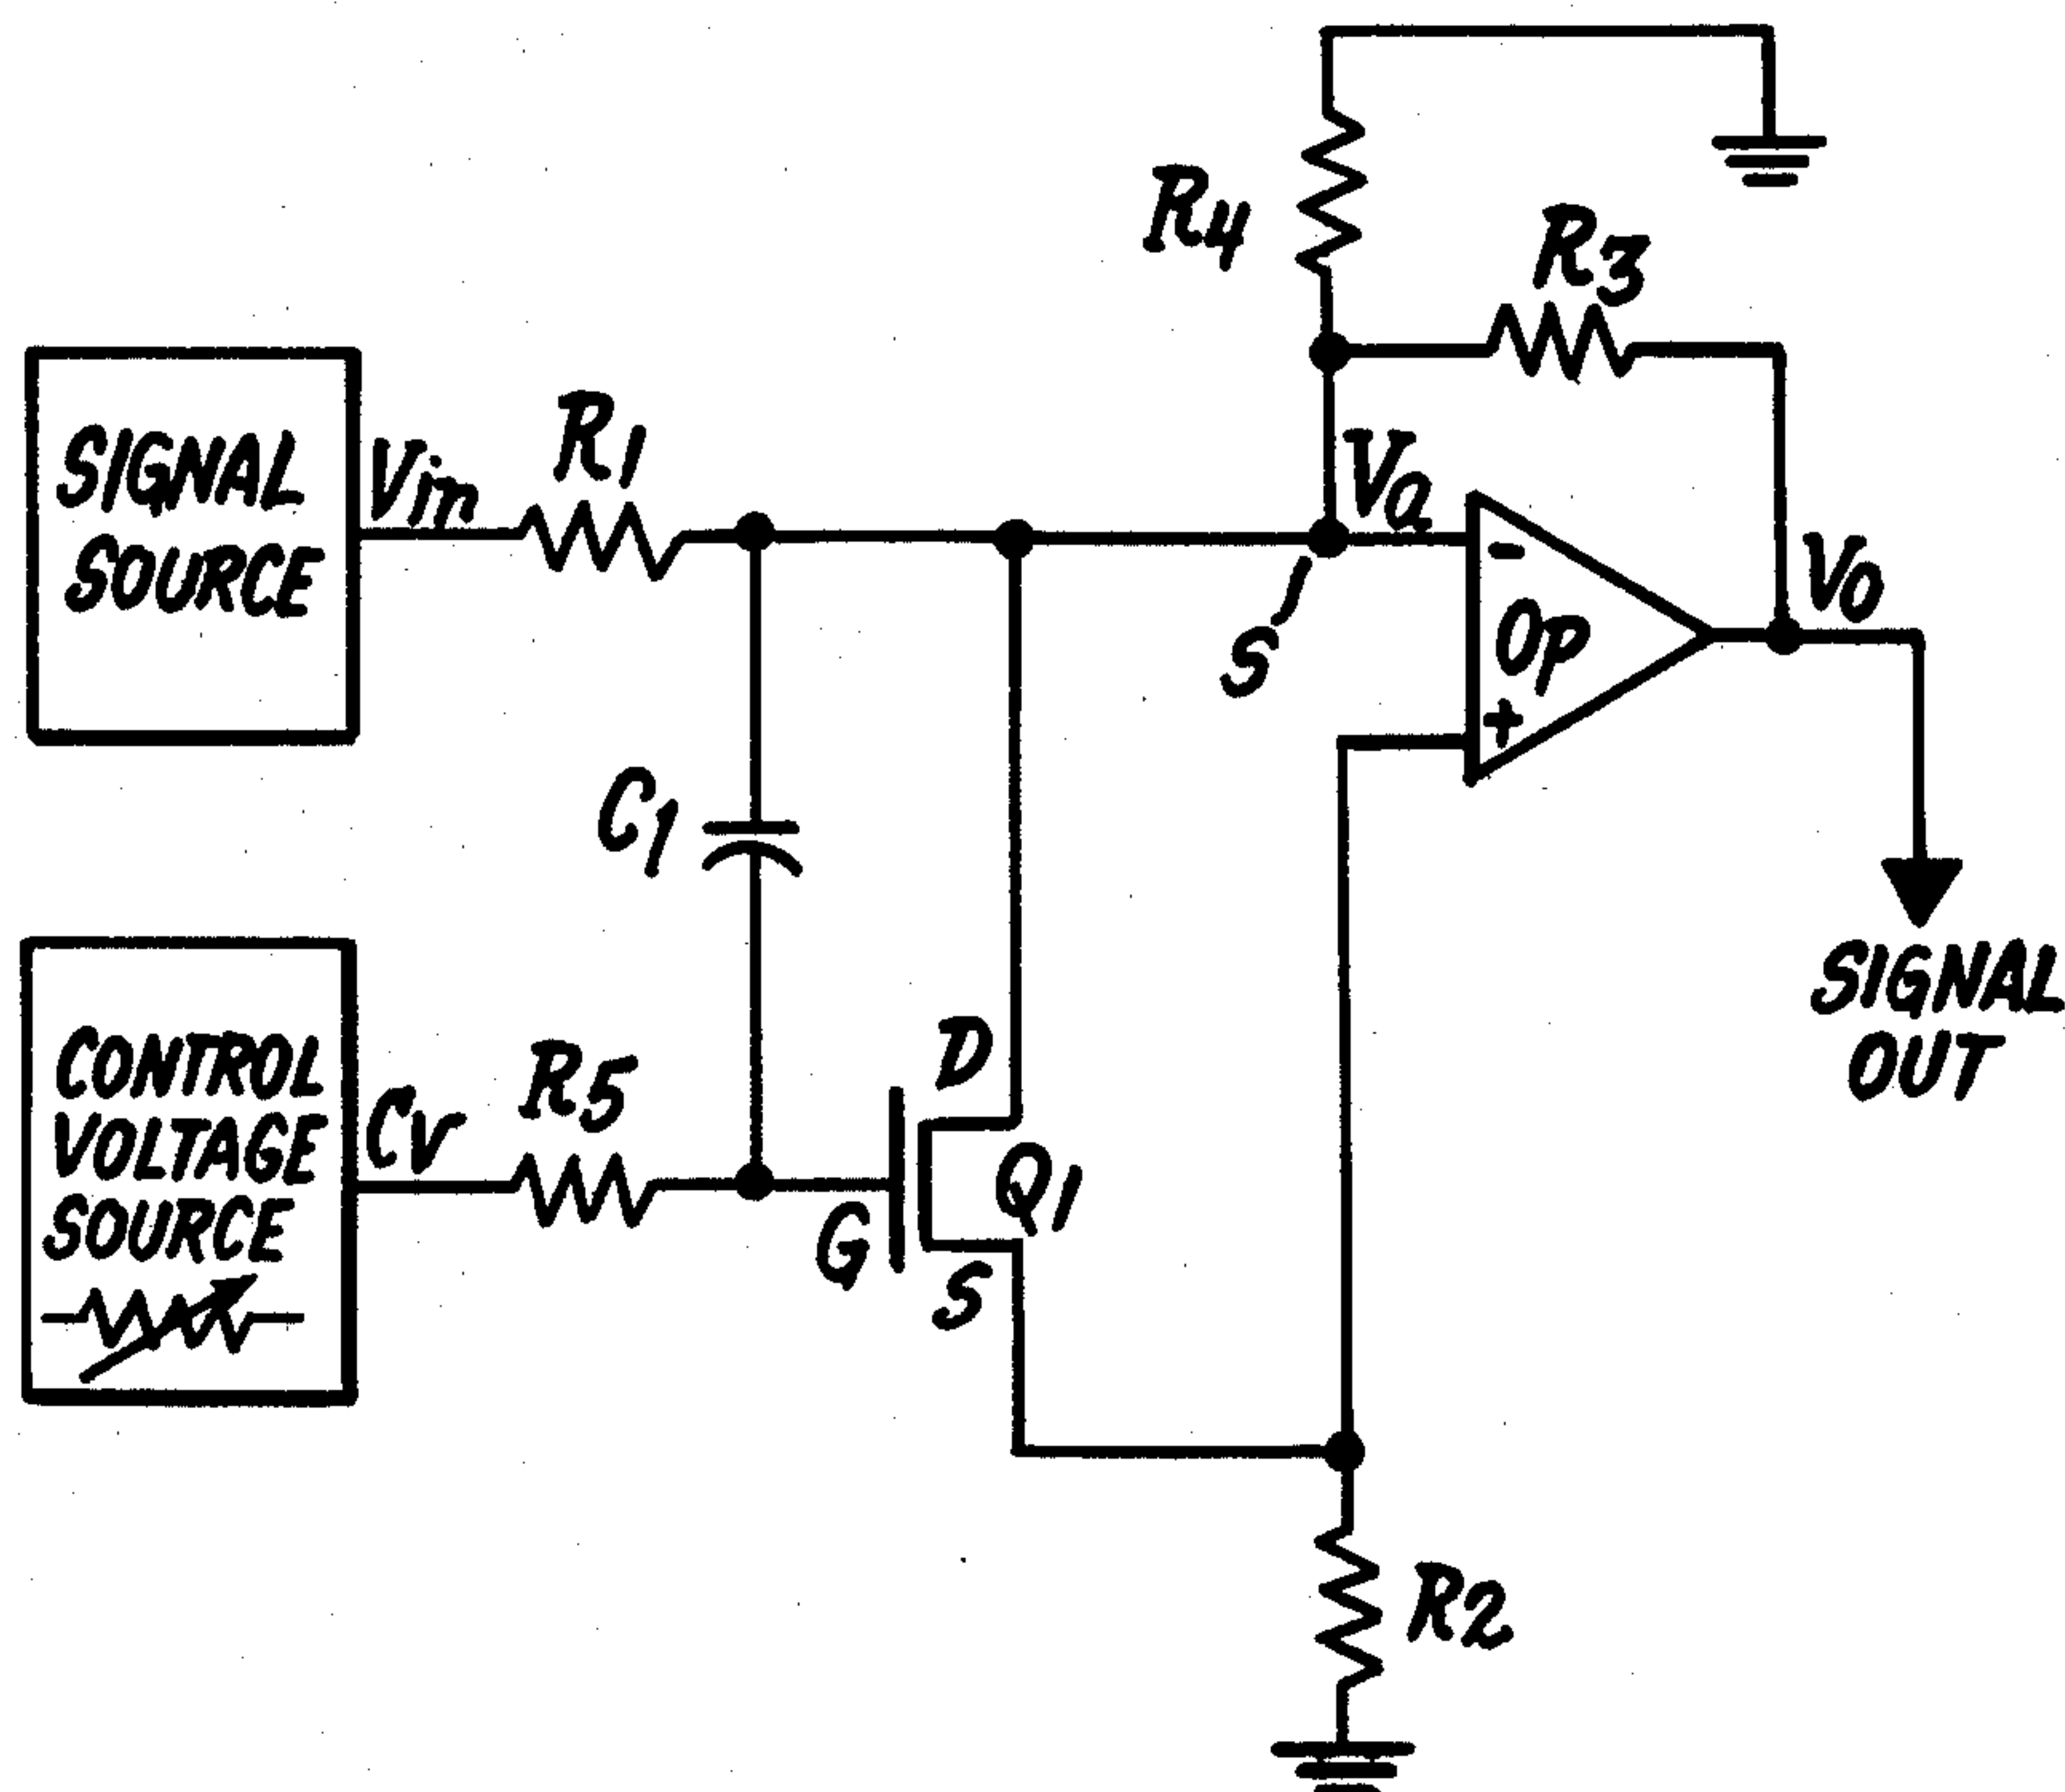 R4
R3
SIGNAL
SOURCE
Vin
R1
Va
-
OP
+
S'
Vo
C1
SIGNAL
OUT
CONTROL
VOLTAGE
SOURCE
CV
R5
D
Q1
G
S
R2